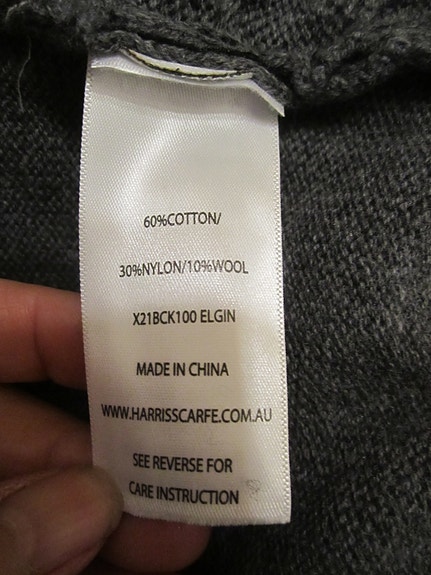 60%COTTON/
30%NYLON/10%WOOL
X21BCK100 ELGIN
MADE IN CHINA
WWW.HARRISSCARFE.COM.AU
SEE REVERSE FOR
CARE INSTRUCTION